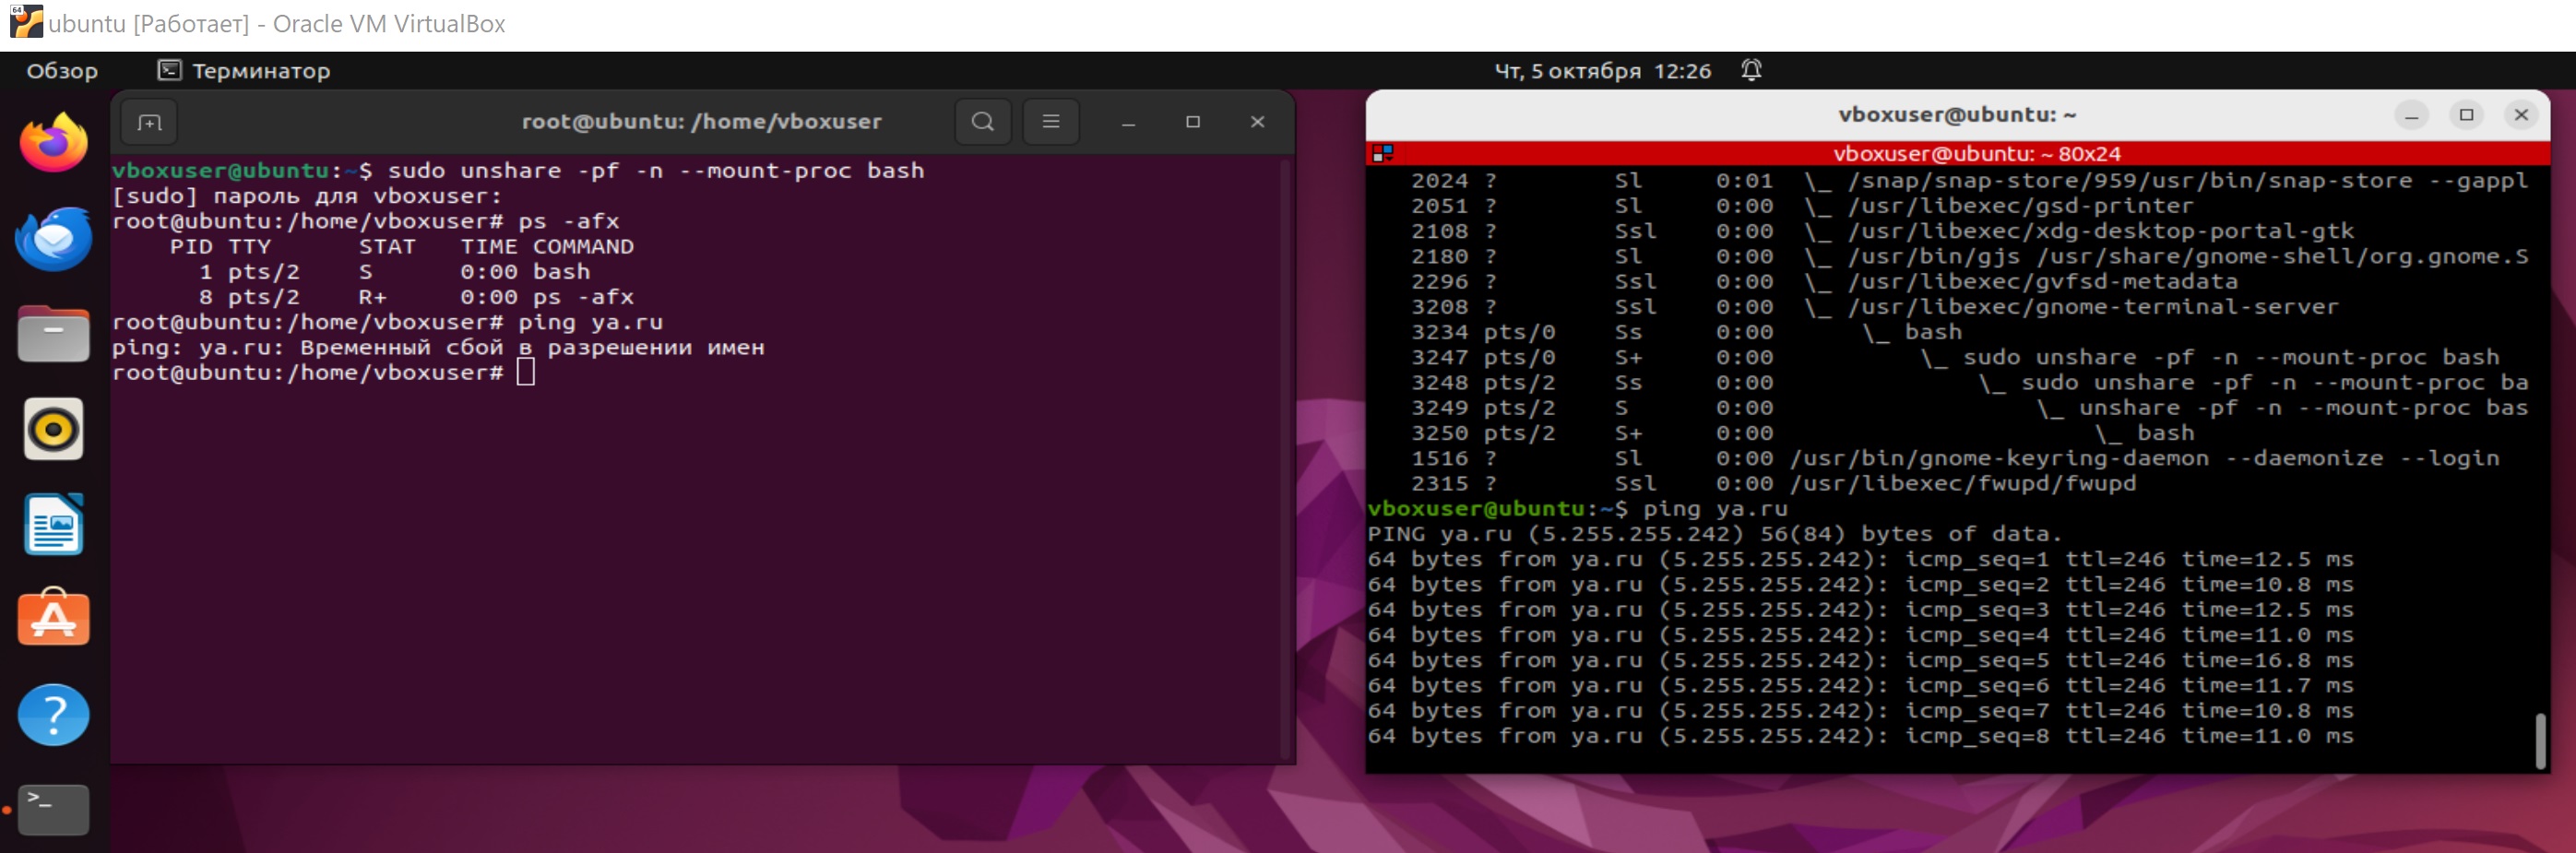 64
ubuntu [Работает] - Oracle VM VirtualBox
Обзор
Терминатор
Чт, 5 октября 12:26
root@ubuntu: /home/vboxuser
vboxuser@ubuntu:~$ sudo unshare -pf -n --mount-proc bash
[sudo] пароль для vboxuser:
root@ubuntu:/home/vboxuser# ps -afx
PID TTY STAT TIME COMMAND
1 pts/2 S 0:00 bash
8 pts/2 R+ 0:00 ps -afx
root@ubuntu:/home/vboxuser# ping ya.ru
ping: ya.ru: Временный сбой в разрешении имен
root@ubuntu:/home/vboxuser#
vboxuser@ubuntu: ~
vboxuser@ubuntu: ~ 80x24
2024 ? Sl 0:01 \_ /snap/snap-store/959/usr/bin/snap-store --gappl
2051 ? Sl 0:00 \_ /usr/libexec/gsd-printer
2108 ? Ssl 0:00 \_ /usr/libexec/xdg-desktop-portal-gtk
2180 ? Sl 0:00 \_ /usr/bin/gjs /usr/share/gnome-shell/org.gnome.S
2296 ? Ssl 0:00 \_ /usr/libexec/gvfsd-metadata
3208 ? Ssl 0:00 \_ /usr/libexec/gnome-terminal-server
3234 pts/0 Ss 0:00 \_ bash
3247 pts/0 S+ 0:00 \_ sudo unshare -pf -n --mount-proc bash
3248 pts/2 Ss 0:00 \_ sudo unshare -pf -n --mount-proc ba
3249 pts/2 S 0:00 \_ unshare -pf -n --mount-proc bas
3250 pts/2 S+ 0:00 \_ bash
1516 ? Sl 0:00 /usr/bin/gnome-keyring-daemon --daemonize --login
2315 ? Ssl 0:00 /usr/libexec/fwupd/fwupd
vboxuser@ubuntu:~$ ping ya.ru
PING ya.ru (5.255.255.242) 56(84) bytes of data.
64 bytes from ya.ru (5.255.255.242): icmp_seq=1 ttl=246 time=12.5 ms
64 bytes from ya.ru (5.255.255.242): icmp_seq=2 ttl=246 time=10.8 ms
64 bytes from ya.ru (5.255.255.242): icmp_seq=3 ttl=246 time=12.5 ms
64 bytes from ya.ru (5.255.255.242): icmp_seq=4 ttl=246 time=11.0 ms
64 bytes from ya.ru (5.255.255.242): icmp_seq=5 ttl=246 time=16.8 ms
64 bytes from ya.ru (5.255.255.242): icmp_seq=6 ttl=246 time=11.7 ms
64 bytes from ya.ru (5.255.255.242): icmp_seq=7 ttl=246 time=10.8 ms
64 bytes from ya.ru (5.255.255.242): icmp_seq=8 ttl=246 time=11.0 ms